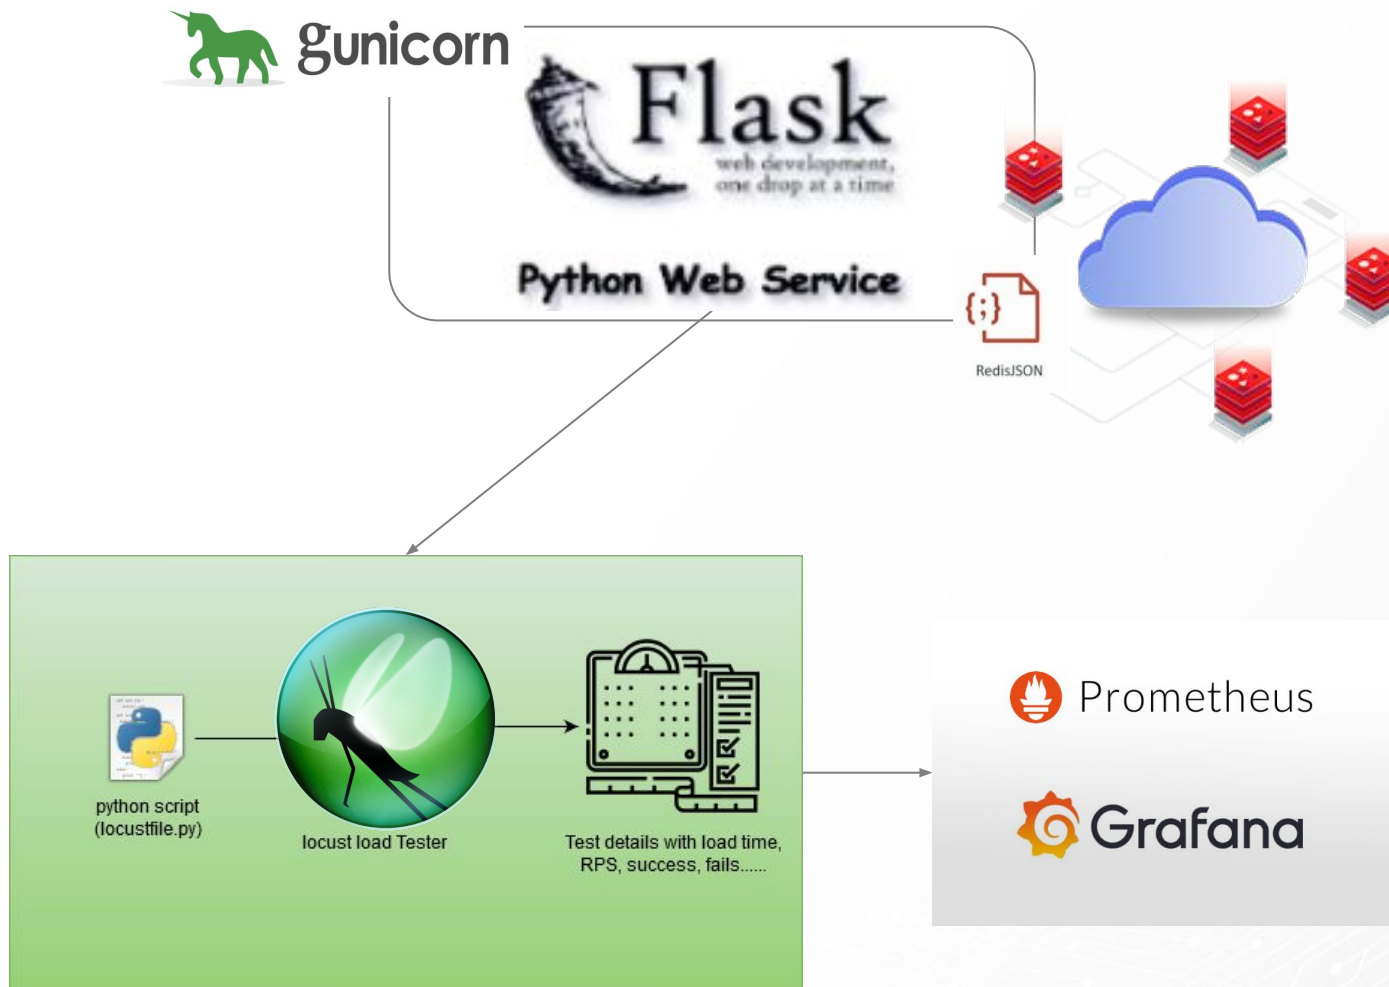 gunicorn
Flask
web development,
one drop at a time
Python Web Service
{;}
RedisJSON
python script
(locustfile.py)
locust load Tester
Test details with load time,
RPS, success, fails......
Prometheus
Grafana